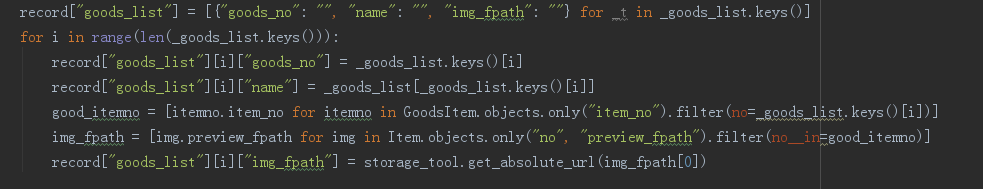 record["goods_list"] = [{"goods_no": "", "name": "", "img_fpath": ""} for _t in _goods_list.keys()]
for i in range(len(_goods_list.keys())):
record["goods_list"][i]["goods_no"] = _goods_list.keys()[i]
record["goods_list"][i]["name"] = _goods_list[_goods_list.keys()[i]]
good_itemno = [itemno.item_no for itemno in GoodsItem.objects.only("item_no").filter(no=_goods_list.keys()[i])]
img_fpath = [img.preview_fpath for img in Item.objects.only("no", "preview_fpath").filter(no__in=good_itemno)]
record["goods_list"][i]["img_fpath"] = storage_tool.get_absolute_url(img_fpath[0])